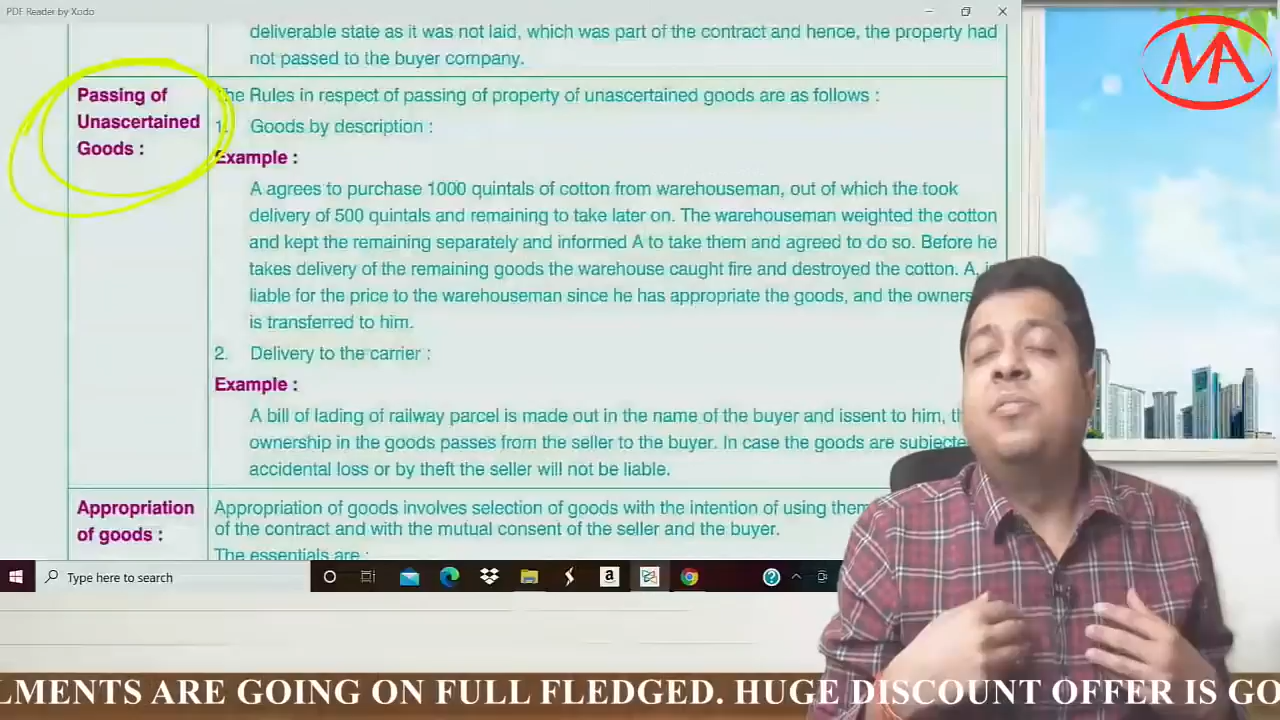 PDF Reader by Xodo
deliverable state as it was not laid, which was part of the contract and hence, the property had
not passed to the buyer company.
Passing of
Unascertained
Goods :
The Rules in respect of passing of property of unascertained goods are as follows :
1. Goods by description :
Example :
A agrees to purchase 1000 quintals of cotton from warehouseman, out of which the took
delivery of 500 quintals and remaining to take later on. The warehouseman weighted the cotton
and kept the remaining separately and informed A to take them and agreed to do so. Before he
takes delivery of the remaining goods the warehouse caught fire and destroyed the cotton. A,
liable for the price to the warehouseman since he has appropriate the goods, and the
is transferred to him.
2. Delivery to the carrier :
Example :
A bill of lading of railway parcel is made out in the name of the buyer and issent to him,
ownership in the goods passes from the seller to the buyer. In case the goods are
accidental loss or by theft the seller will not be liable.
Appropriation
of goods :
Appropriation of goods involves selection of goods with the intention of using
of the contract and with the mutual consent of the seller and the buyer.
The essentials are :
Type here to search
MA
ARE GOING ON FULL FLEDGED. HUGE DISCOUNT OFFER IS